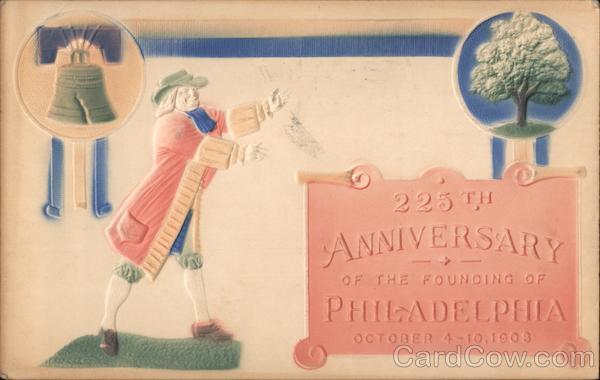 225TH
ANNIVERSARY
OF THE FOUNDING OF
PHILADELPHIA
OCTOBER 4-10, 1908
CardCow.com